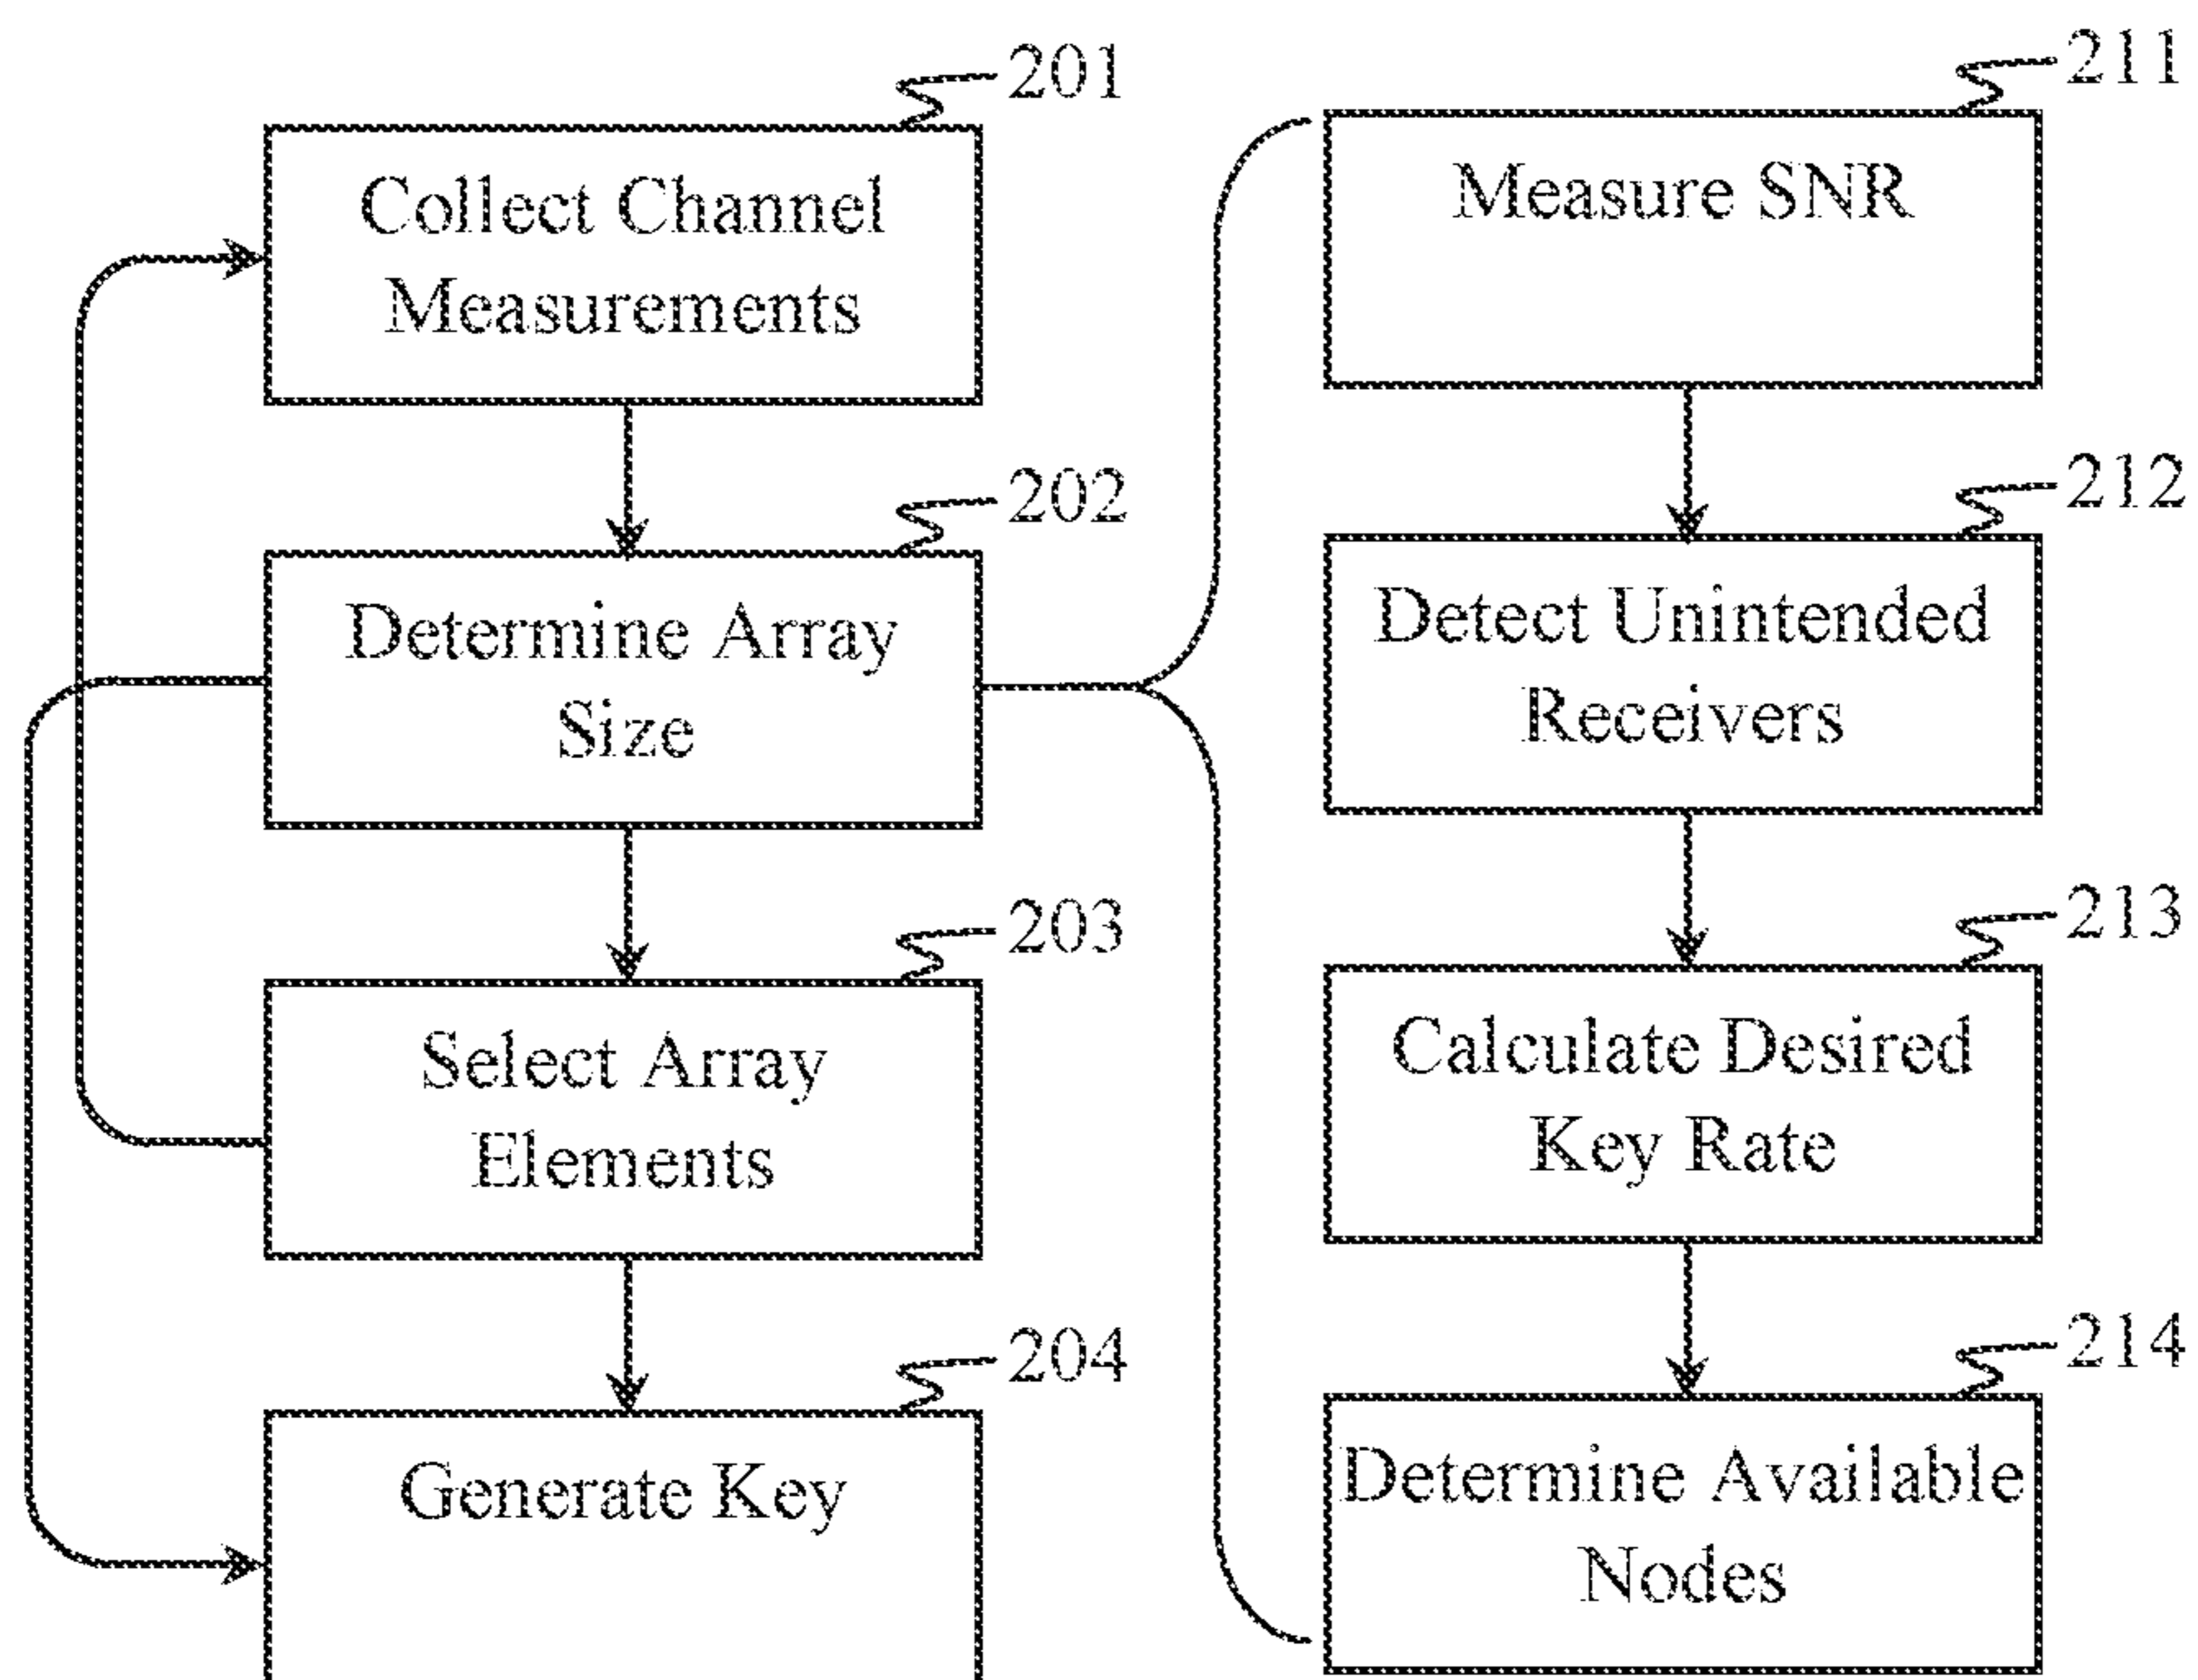 201
Collect Channel
Measurements
202
Determine Array
Size
203
Select Array
Elements
204
Generate Key
211
Measure SNR
212
Detect Unintended
Receivers
213
Calculate Desired
Key Rate
214
Determine Available
Nodes